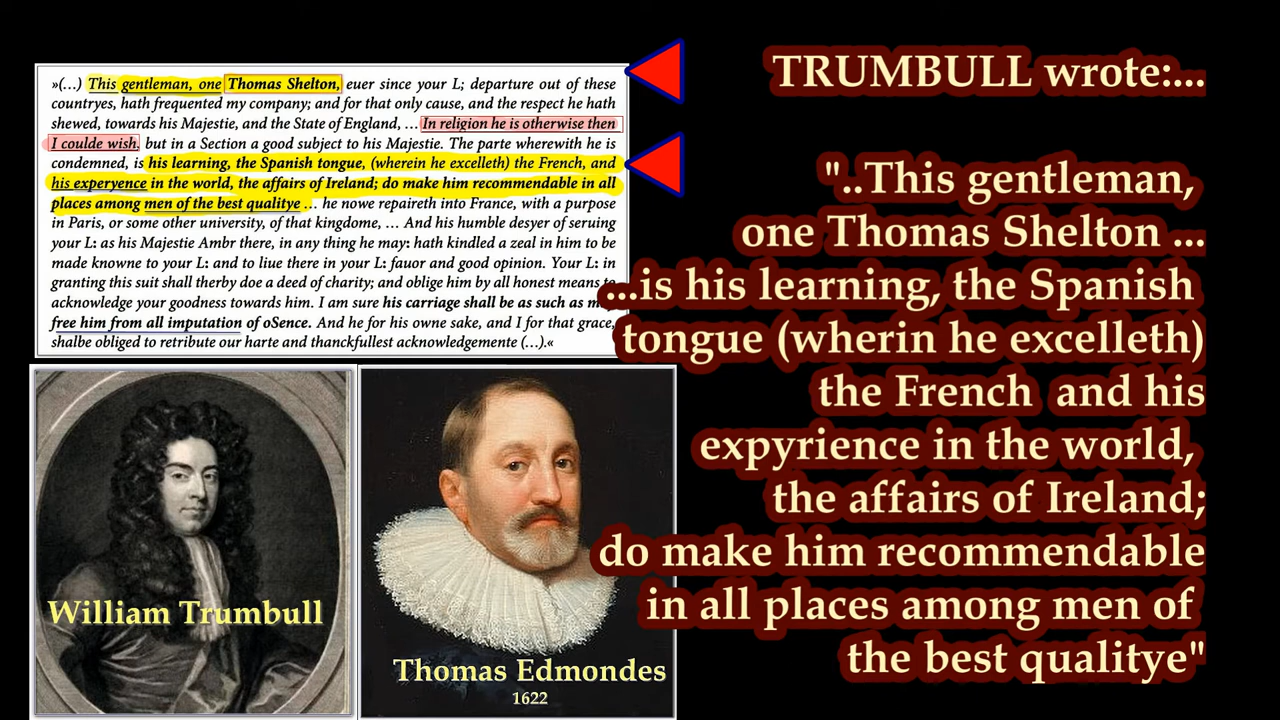 »(…) This gentleman, one Thomas Shelton, euer since your L; departure out of these
countryes, hath frequented my company; and for that only cause, and the respect he hath
shewed, towards his Majestie, and the State of England, … In religion he is otherwise then
I coulde wish, but in a Section a good subject to his Majestie. The parte wherewith he is
condemned, is his learning, the Spanish tongue, (wherein he excelleth) the French, and
his experyence in the world, the affairs of Ireland; do make him recommendable in all
places among men of the best qualitye … he nowe repaireth into France, with a purpose
in Paris, or some other university, of that kingdome, … And his humble desyer of seruing
your L: as his Majestie Ambr there, in any thing he may: hath kindled a zeal in him to be
made knowne to your L: and to liue there in your L: fauor and good opinion. Your L: in
granting this suit shall therby doe a deed of charity; and oblige him by all honest means to
acknowledge your goodness towards him. I am sure his carriage shall be as such as
free him from all imputation of oSence. And he for his owne sake, and I for that grace,
shalbe obliged to retribute our harte and thanckfullest acknowledgemente (…).«
TRUMBULL wrote:...
"..This gentleman,
one Thomas Shelton ...
...is his learning, the Spanish
tongue (wherin he excelleth)
the French and his
expyrience in the world,
the affairs of Ireland;
do make him recommendable
in all places among men of
the best qualitye"
William Trumbull
Thomas Edmondes
1622